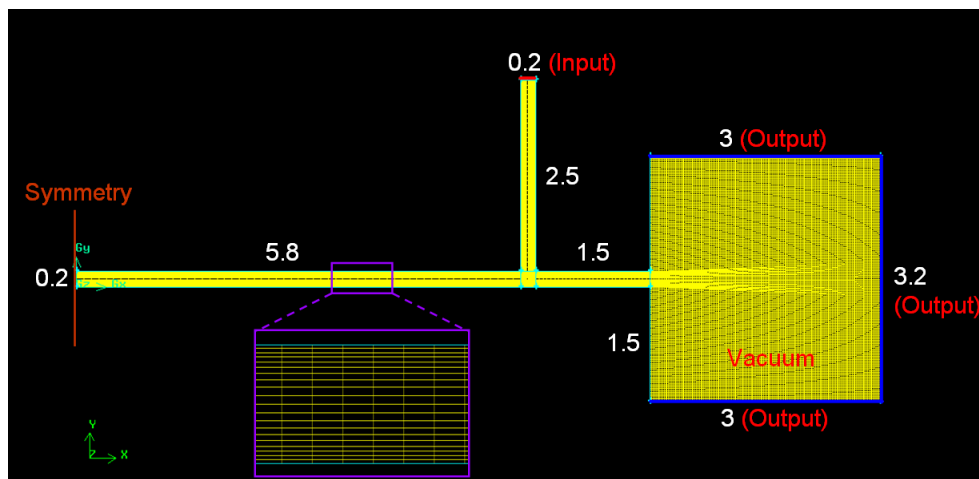 0.2 (Input)
3 (Output)
2.5
Symmetry
Gy
5.8
1.5
0.2
3.2
(Output)
1.5
Vacuum
3 (Output)
Y
Z X